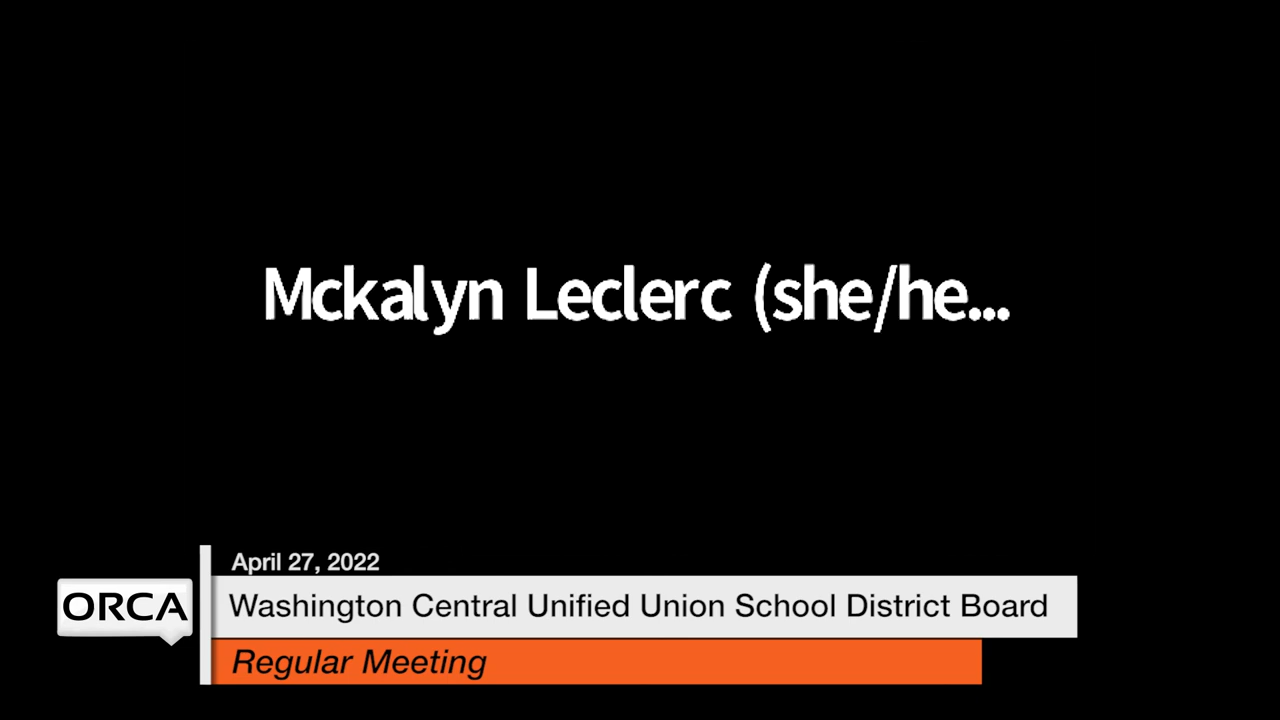 Mckalyn Leclerc (she/he...
April 27, 2022
ORCA
Washington Central Unified Union School District Board
Regular Meeting